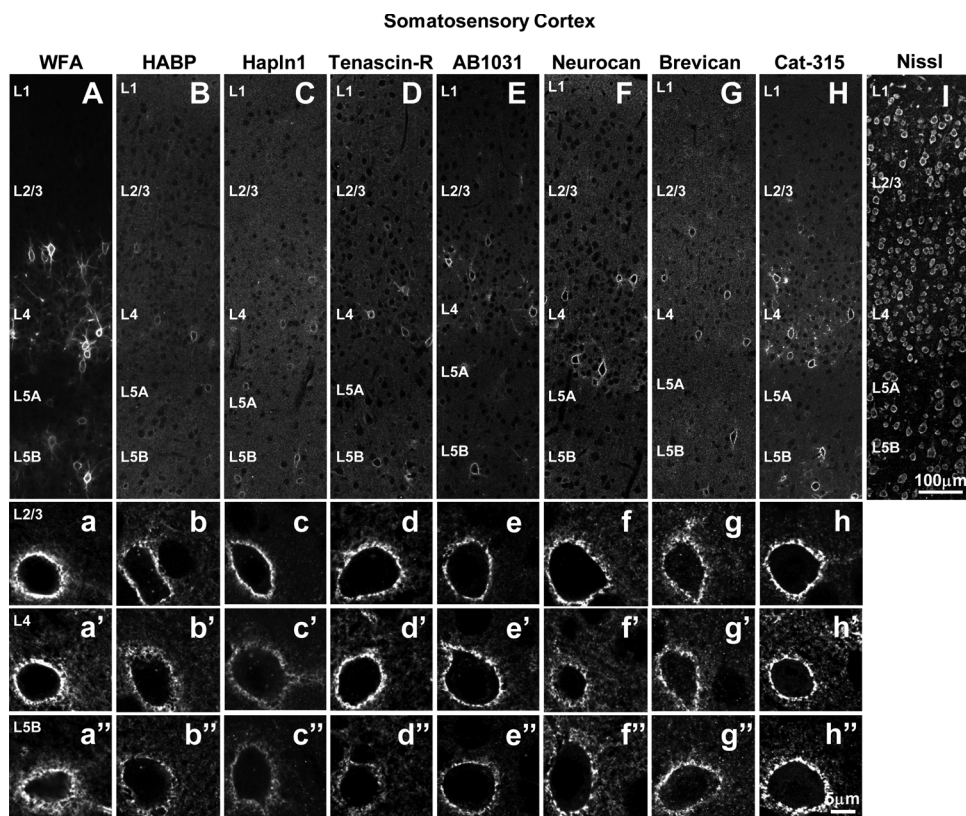 Somatosensory Cortex
WFA HABP Hapln1 Tenascin-R AB1031 Neurocan Brevican Cat-315 Nissl
L1 A L1 B L1 C L1 D L1 E L1 F L1 G L1 H L1 I
L2/3 L2/3 L2/3 L2/3 L2/3 L2/3 L2/3 L2/3 L2/3
L4 L4 L4 L4 L4 L4 L4 L4 L4
L5A L5A L5A L5A L5A L5A L5A L5A L5A
L5B L5B L5B L5B L5B L5B L5B L5B L5B
100μm
L2/3 a b c d e f g h
L4 a' b' c' d' e' f' g' h'
L5B a'' b'' c'' d'' e'' f'' g'' h''
5μm